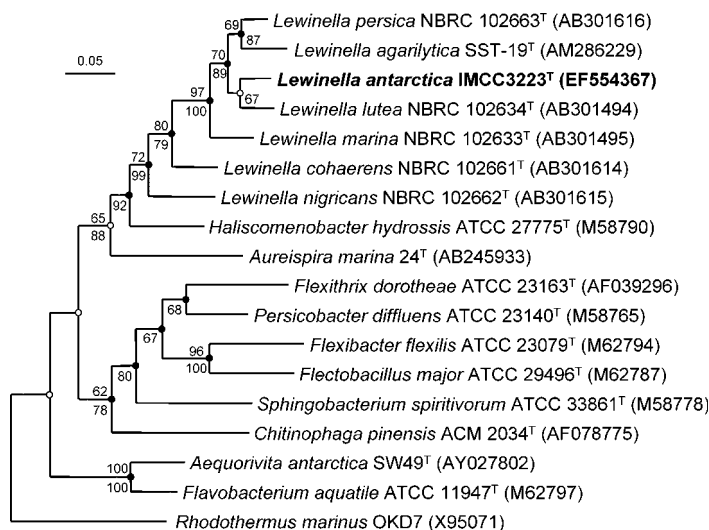 0.05
69
87
Lewinella persica NBRC 102663ᵀ (AB301616)
Lewinella agarilytica SST-19ᵀ (AM286229)
70
89
Lewinella antarctica IMCC3223ᵀ (EF554367)
67
Lewinella lutea NBRC 102634ᵀ (AB301494)
97
100
Lewinella marina NBRC 102633ᵀ (AB301495)
80
79
Lewinella cohaerens NBRC 102661ᵀ (AB301614)
72
99
Lewinella nigricans NBRC 102662ᵀ (AB301615)
92
Haliscomenobacter hydrossis ATCC 27775ᵀ (M58790)
65
88
Aureispira marina 24ᵀ (AB245933)
Flexithrix dorotheae ATCC 23163ᵀ (AF039296)
68
Persicobacter diffluens ATCC 23140ᵀ (M58765)
67
Flexibacter flexilis ATCC 23079ᵀ (M62794)
96
100
Flectobacillus major ATCC 29496ᵀ (M62787)
80
Sphingobacterium spiritivorum ATCC 33861ᵀ (M58778)
62
78
Chitinophaga pinensis ACM 2034ᵀ (AF078775)
Aequorivita antarctica SW49ᵀ (AY027802)
100
100
Flavobacterium aquatile ATCC 11947ᵀ (M62797)
Rhodothermus marinus OKD7 (X95071)